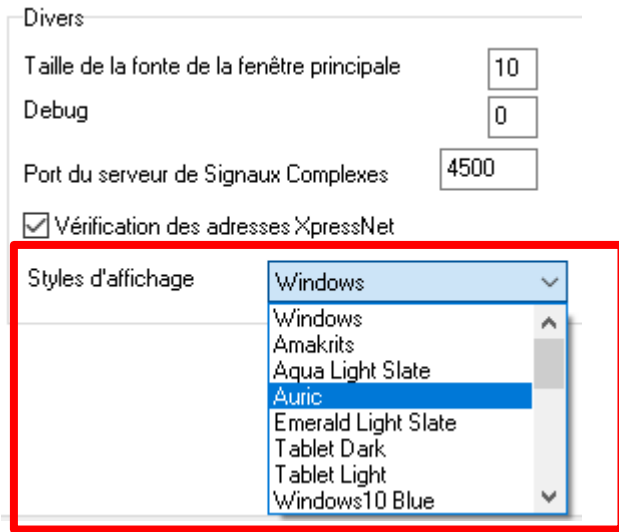 Divers
Taille de la fonte de la fenêtre principale 10
Debug 0
Port du serveur de Signaux Complexes 4500
Vérification des adresses XpressNet
Styles d'affichage Windows
Windows
Amakrits
Aqua Light Slate
Auric
Emerald Light Slate
Tablet Dark
Tablet Light
Windows10 Blue